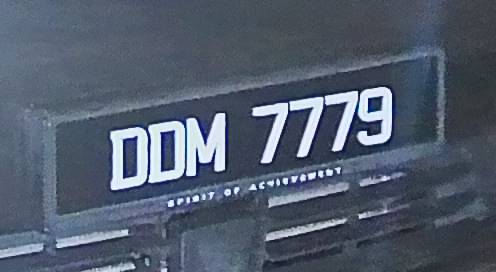 DDM 7779
SPIRIT OF ACHIEVEMENT